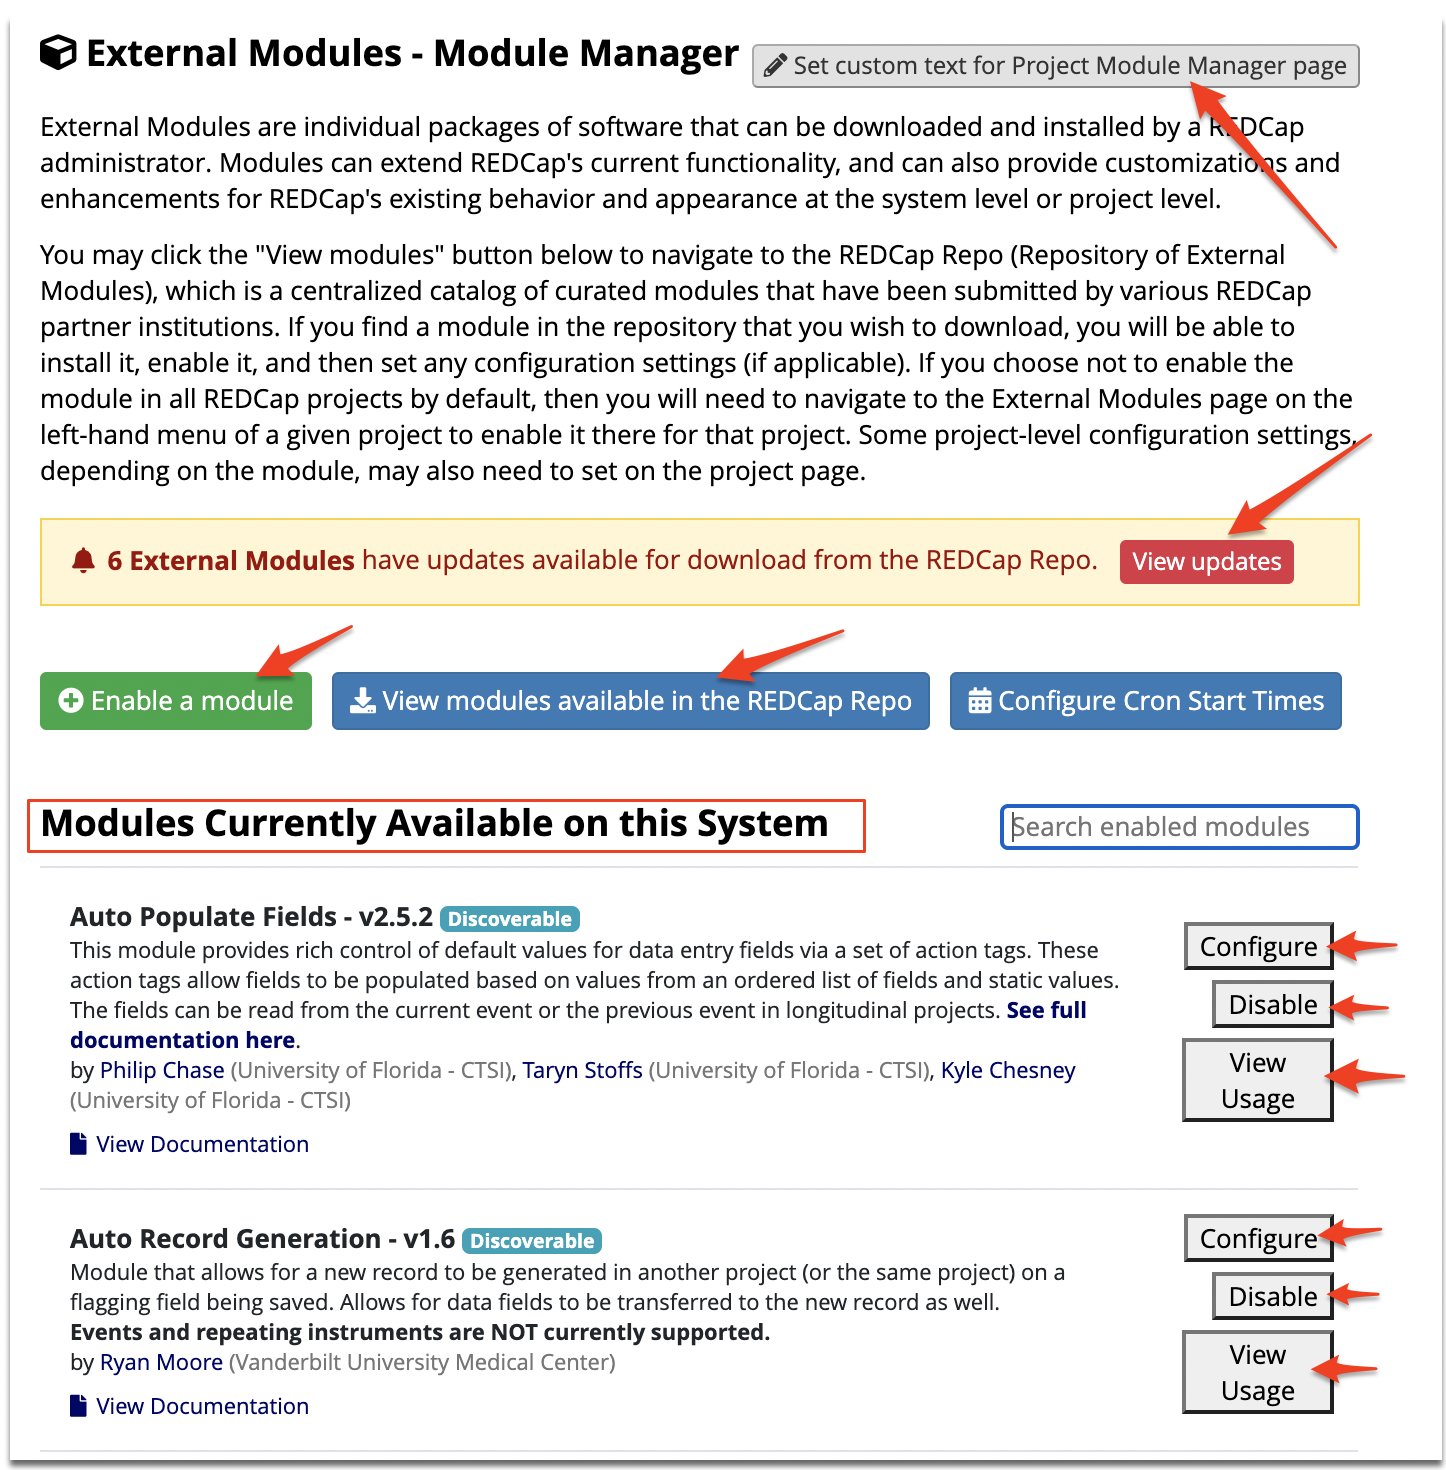 External Modules - Module Manager
Set custom text for Project Module Manager page
External Modules are individual packages of software that can be downloaded and installed by a REDCap
administrator. Modules can extend REDCap's current functionality, and can also provide customizations and
enhancements for REDCap's existing behavior and appearance at the system level or project level.
You may click the "View modules" button below to navigate to the REDCap Repo (Repository of External
Modules), which is a centralized catalog of curated modules that have been submitted by various REDCap
partner institutions. If you find a module in the repository that you wish to download, you will be able to
install it, enable it, and then set any configuration settings (if applicable). If you choose not to enable the
module in all REDCap projects by default, then you will need to navigate to the External Modules page on the
left-hand menu of a given project to enable it there for that project. Some project-level configuration settings,
depending on the module, may also need to set on the project page.
6 External Modules have updates available for download from the REDCap Repo.
View updates
Enable a module
View modules available in the REDCap Repo
Configure Cron Start Times
Modules Currently Available on this System
Search enabled modules
Auto Populate Fields - v2.5.2 Discoverable
This module provides rich control of default values for data entry fields via a set of action tags. These
action tags allow fields to be populated based on values from an ordered list of fields and static values.
The fields can be read from the current event or the previous event in longitudinal projects. See full
documentation here.
by Philip Chase (University of Florida - CTSI), Taryn Stoffs (University of Florida - CTSI), Kyle Chesney
(University of Florida - CTSI)
View Documentation
Configure
Disable
View
Usage
Auto Record Generation - v1.6 Discoverable
Module that allows for a new record to be generated in another project (or the same project) on a
flagging field being saved. Allows for data fields to be transferred to the new record as well.
Events and repeating instruments are NOT currently supported.
by Ryan Moore (Vanderbilt University Medical Center)
View Documentation
Configure
Disable
View
Usage